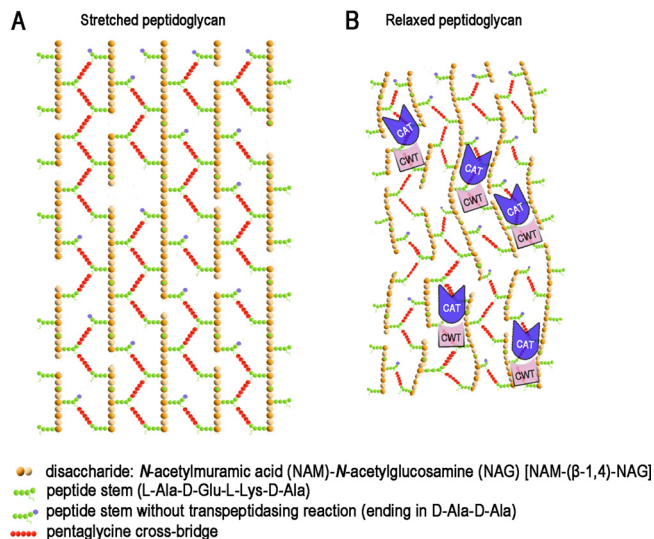 A Stretched peptidoglycan
B Relaxed peptidoglycan
CAT
CWT
CAT
CWT
CAT
CWT
CAT
CWT
CAT
CWT
disaccharide: N-acetylmuramic acid (NAM)-N-acetylglucosamine (NAG) [NAM-(β-1,4)-NAG]
peptide stem (L-Ala-D-Glu-L-Lys-D-Ala)
peptide stem without transpeptidasing reaction (ending in D-Ala-D-Ala)
pentaglycine cross-bridge